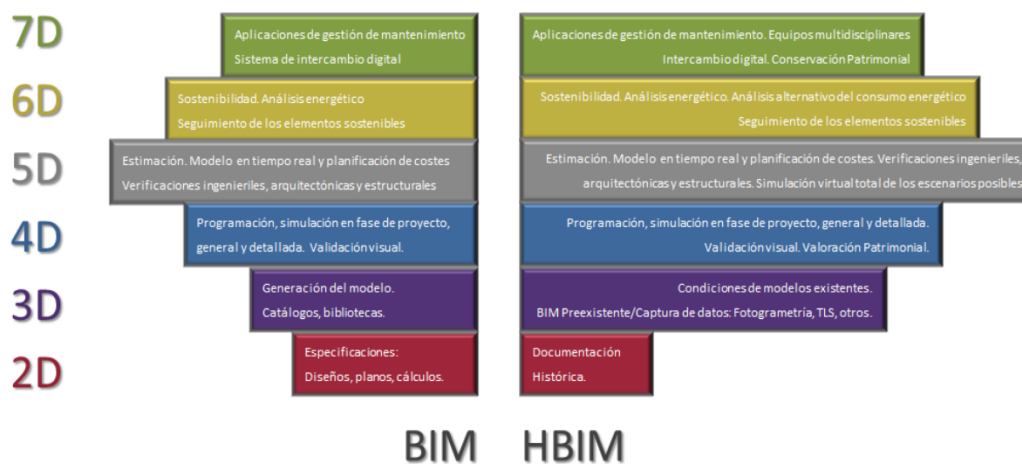 7D
Aplicaciones de gestión de mantenimiento
Sistema de intercambio digital
Aplicaciones de gestión de mantenimiento. Equipos multidisciplinares
Intercambio digital. Conservación Patrimonial
6D
Sostenibilidad. Análisis energético
Seguimiento de los elementos sostenibles
Sostenibilidad. Análisis energético. Análisis alternativo del consumo energético
Seguimiento de los elementos sostenibles
5D
Estimación. Modelo en tiempo real y planificación de costes
Verificaciones ingenieriles, arquitectónicas y estructurales
Estimación. Modelo en tiempo real y planificación de costes. Verificaciones ingenieriles,
arquitectónicas y estructurales. Simulación virtual total de los escenarios posibles
4D
Programación, simulación en fase de proyecto,
general y detallada. Validación visual.
Programación, simulación en fase de proyecto, general y detallada.
Validación visual. Valoración Patrimonial.
3D
Generación del modelo.
Catálogos, bibliotecas.
Condiciones de modelos existentes.
BIM Preexistente/Captura de datos: Fotogrametría, TLS, otros.
2D
Especificaciones:
Diseños, planos, cálculos.
Documentación
Histórica.
BIM
HBIM